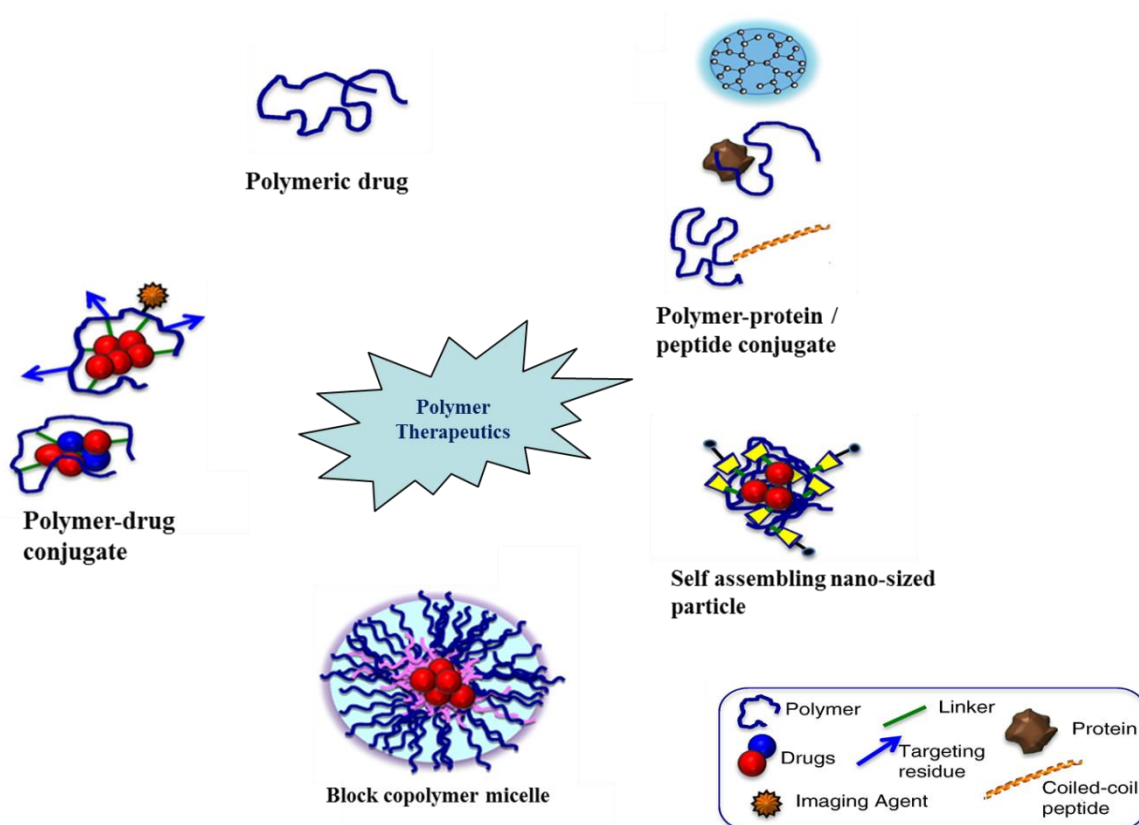 Polymeric drug
Polymer-protein /
peptide conjugate
Polymer
Therapeutics
Polymer-drug
conjugate
Self assembling nano-sized
particle
Block copolymer micelle
Polymer
Linker
Protein
Drugs
Targeting
residue
Imaging Agent
Coiled-coil
peptide